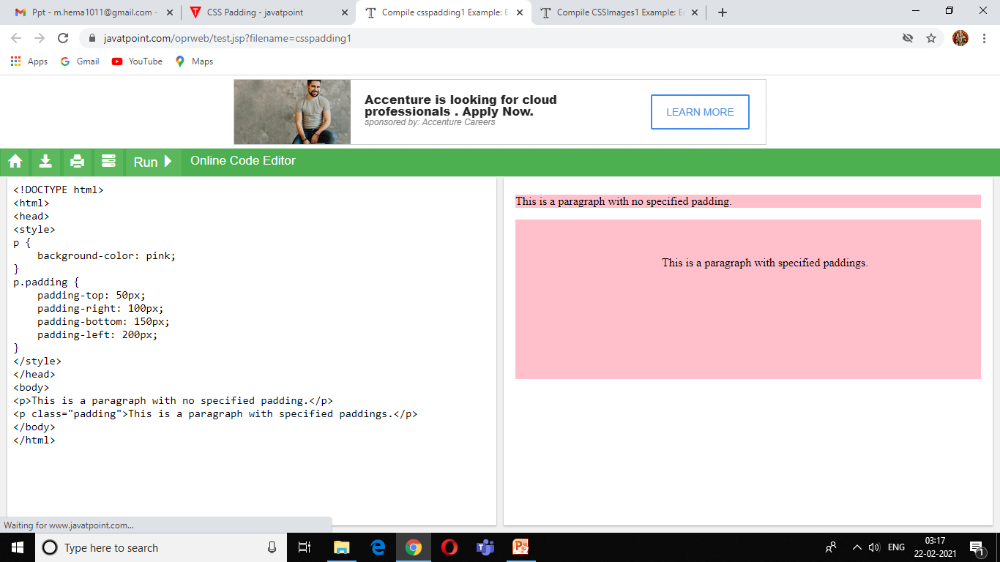 Ppt - m.hema1011@gmail.com -
CSS Padding - javatpoint
Compile csspadding1 Example: E
Compile CSSImages1 Example: E
javatpoint.com/oprweb/test.jsp?filename=csspadding1
Apps
Gmail
YouTube
Maps
Accenture is looking for cloud
professionals . Apply Now.
sponsored by: Accenture Careers
LEARN MORE
Run
Online Code Editor
<!DOCTYPE html>
<html>
<head>
<style>
p {
    background-color: pink;
}
p.padding {
    padding-top: 50px;
    padding-right: 100px;
    padding-bottom: 150px;
    padding-left: 200px;
}
</style>
</head>
<body>
<p>This is a paragraph with no specified padding.</p>
<p class="padding">This is a paragraph with specified paddings.</p>
</body>
</html>
This is a paragraph with no specified padding.
This is a paragraph with specified paddings.
Waiting for www.javatpoint.com...
Type here to search
ENG
03:17
22-02-2021
1